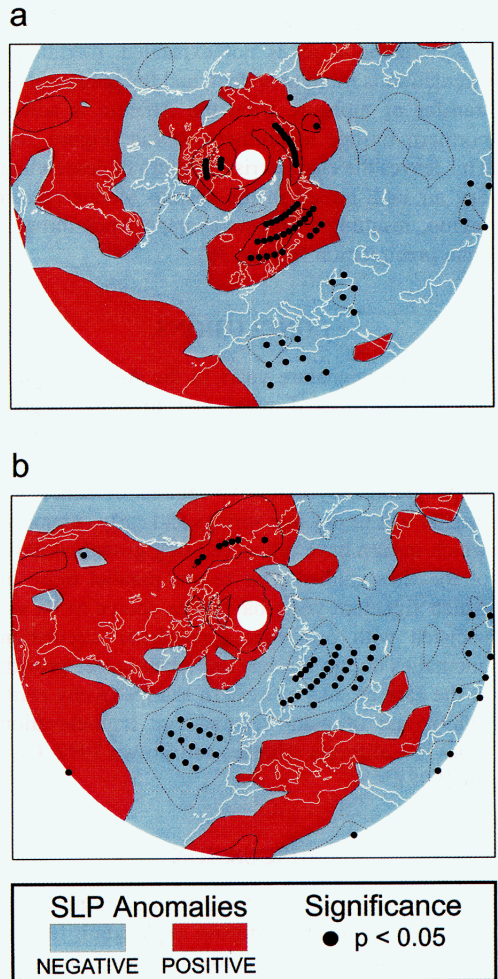 a
b
SLP Anomalies
Significance
p < 0.05
NEGATIVE
POSITIVE